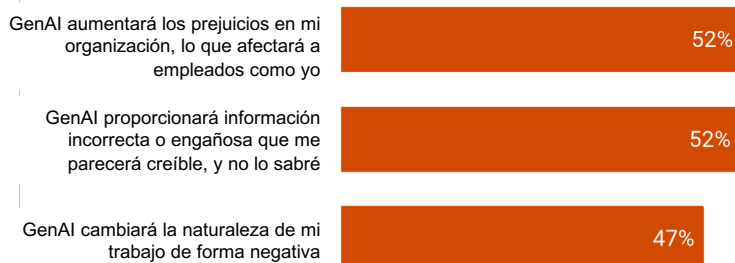 GenAI aumentará los prejuicios en mi
organización, lo que afectará a
empleados como yo
52%
GenAI proporcionará información
incorrecta o engañosa que me
parecerá creíble, y no lo sabré
52%
GenAI cambiará la naturaleza de mi
trabajo de forma negativa
47%